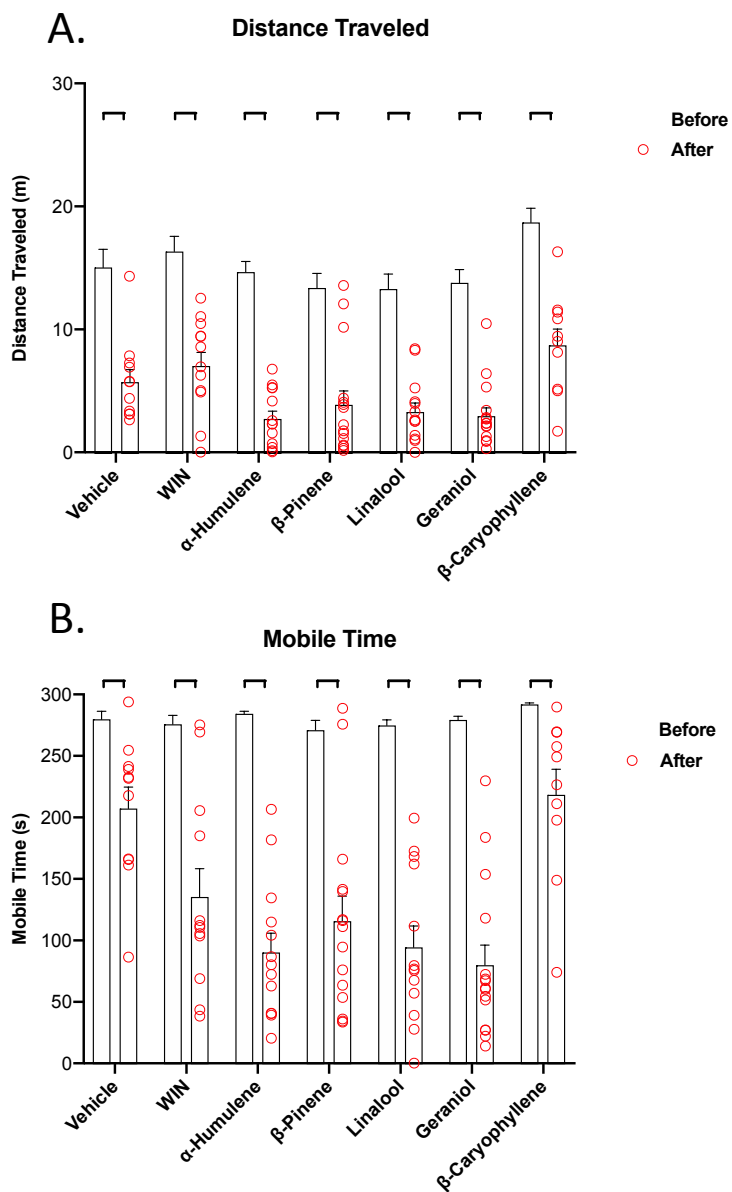 A.
Distance Traveled
30
20
10
0
Distance Traveled (m)
Before
After
Vehicle
WIN
α-Humulene
β-Pinene
Linalool
Geraniol
β-Caryophyllene
B.
Mobile Time
300
250
200
150
100
50
0
Mobile Time (s)
Before
After
Vehicle
WIN
α-Humulene
β-Pinene
Linalool
Geraniol
β-Caryophyllene